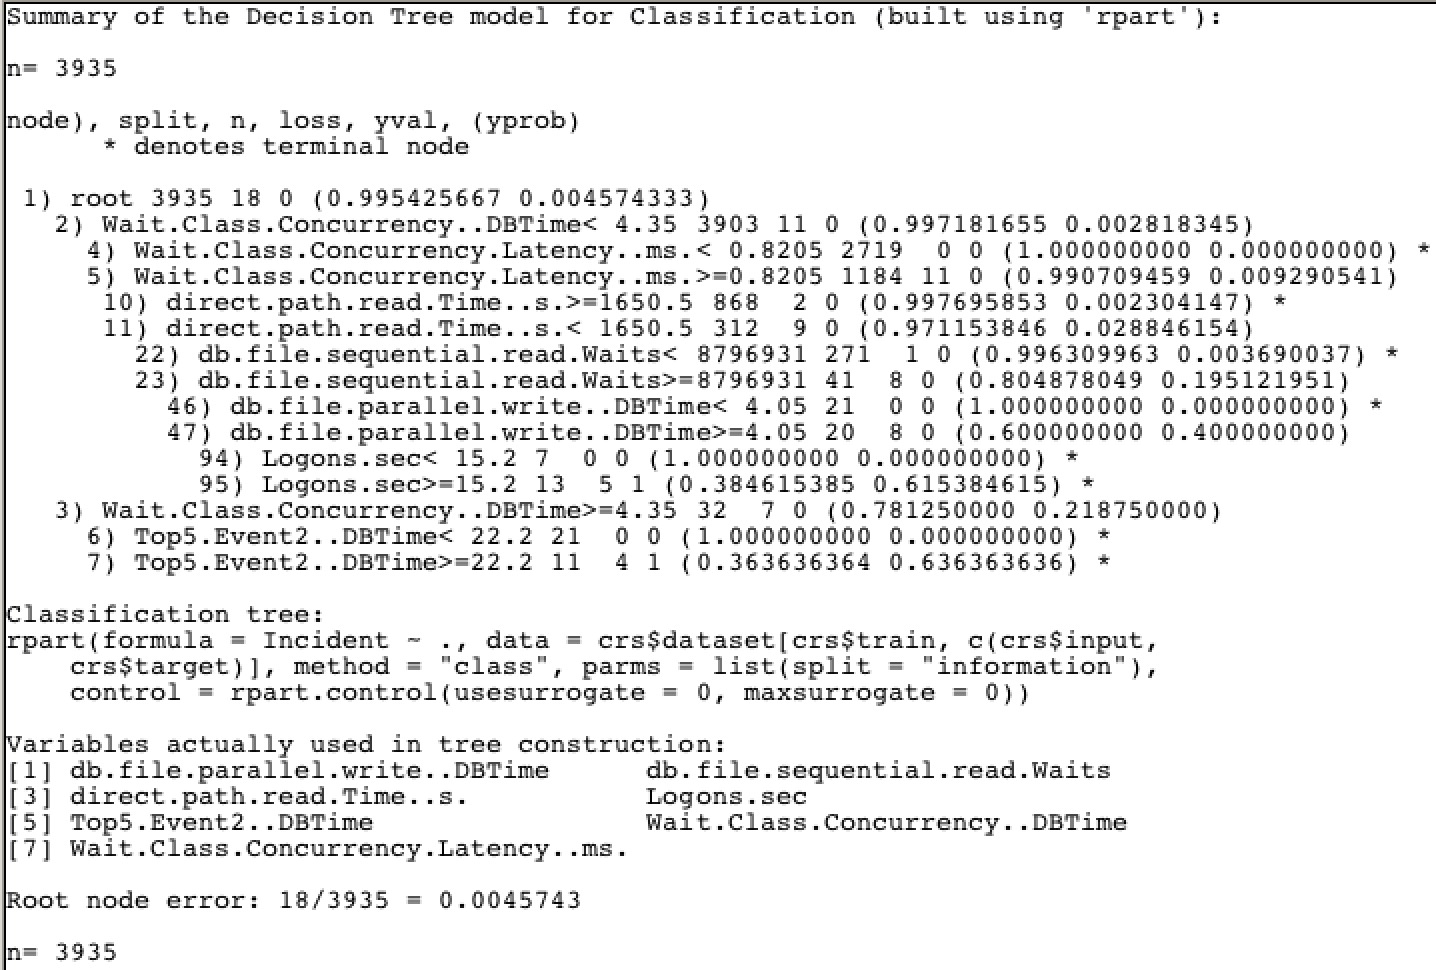 Summary of the Decision Tree model for Classification (built using 'rpart'):
n= 3935
node), split, n, loss, yval, (yprob)
* denotes terminal node
1) root 3935 18 0 (0.995425667 0.004574333)
2) Wait.Class.Concurrency..DBTime< 4.35 3903 11 0 (0.997181655 0.002818345)
4) Wait.Class.Concurrency.Latency..ms.< 0.8205 2719 0 0 (1.000000000 0.000000000) *
5) Wait.Class.Concurrency.Latency..ms.>=0.8205 1184 11 0 (0.990709459 0.009290541)
10) direct.path.read.Time..s.>=1650.5 868 2 0 (0.997695853 0.002304147) *
11) direct.path.read.Time..s.< 1650.5 312 9 0 (0.971153846 0.028846154)
22) db.file.sequential.read.Waits< 8796931 271 1 0 (0.996309963 0.003690037) *
23) db.file.sequential.read.Waits>=8796931 41 8 0 (0.804878049 0.195121951)
46) db.file.parallel.write..DBTime< 4.05 21 0 0 (1.000000000 0.000000000) *
47) db.file.parallel.write..DBTime>=4.05 20 8 0 (0.600000000 0.400000000)
94) Logons.sec< 15.2 7 0 0 (1.000000000 0.000000000) *
95) Logons.sec>=15.2 13 5 1 (0.384615385 0.615384615) *
3) Wait.Class.Concurrency..DBTime>=4.35 32 7 0 (0.781250000 0.218750000)
6) Top5.Event2..DBTime< 22.2 21 0 0 (1.000000000 0.000000000) *
7) Top5.Event2..DBTime>=22.2 11 4 1 (0.363636364 0.636363636) *
Classification tree:
rpart(formula = Incident ~ ., data = crs$dataset[crs$train, c(crs$input,
crs$target)], method = "class", parms = list(split = "information"),
control = rpart.control(usesurrogate = 0, maxsurrogate = 0))
Variables actually used in tree construction:
[1] db.file.parallel.write..DBTime db.file.sequential.read.Waits
[3] direct.path.read.Time..s. Logons.sec
[5] Top5.Event2..DBTime Wait.Class.Concurrency..DBTime
[7] Wait.Class.Concurrency.Latency..ms.
Root node error: 18/3935 = 0.0045743
n= 3935